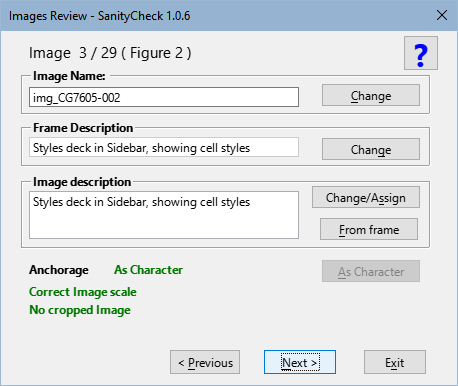 Images Review - SanityCheck 1.0.6
Image 3 / 29 ( Figure 2 )
?
Image Name:
img_CG7605-002
Change
Frame Description
Styles deck in Sidebar, showing cell styles
Change
Image description
Styles deck in Sidebar, showing cell styles
Change/Assign
From frame
Anchorage As Character
As Character
Correct Image scale
No cropped Image
< Previous
Next >
Exit